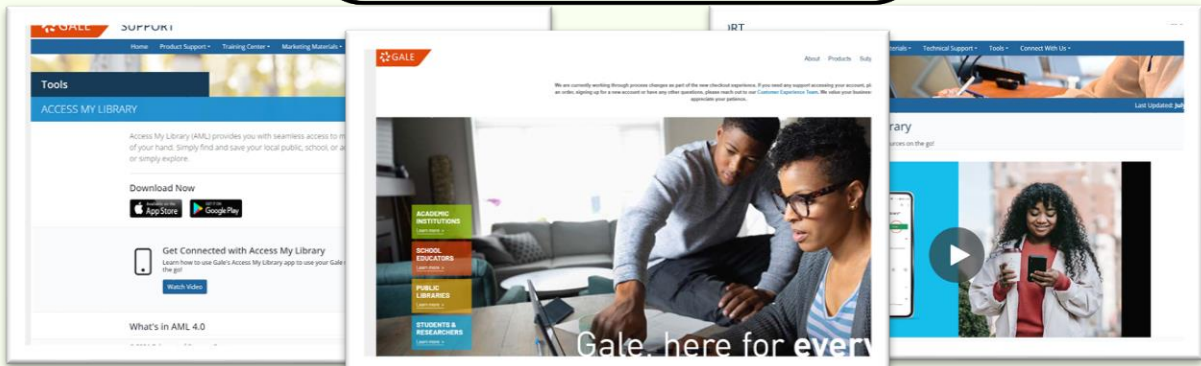 GALE SUPPORT
Home Product Support Training Center Marketing Materials
Tools
ACCESS MY LIBRARY
Access My Library (AML) provides you with seamless access to
of your hand. Simply find and save your local public, school, or
or simply explore.
Download Now
App Store
Google Play
Get Connected with Access My Library
Learn how to use Gale's Access My Library app to use your Gale
the go!
Watch Video
What's in AML 4.0
GALE
About Products
We are currently working through process changes as part of the new checkout experience. If you need any support accessing your account,
an order, signing up for a new account or have any other questions, please reach out to our Customer Experience Team. We value your business
appreciate your patience.
ACADEMIC
INSTITUTIONS
Learn more
SCHOOL
EDUCATORS
Learn more
PUBLIC
LIBRARIES
Learn more
STUDENTS &
RESEARCHERS
Learn more
Gale, here for every
Technical Support Tools Connect With Us
Last Updated:
on the go!